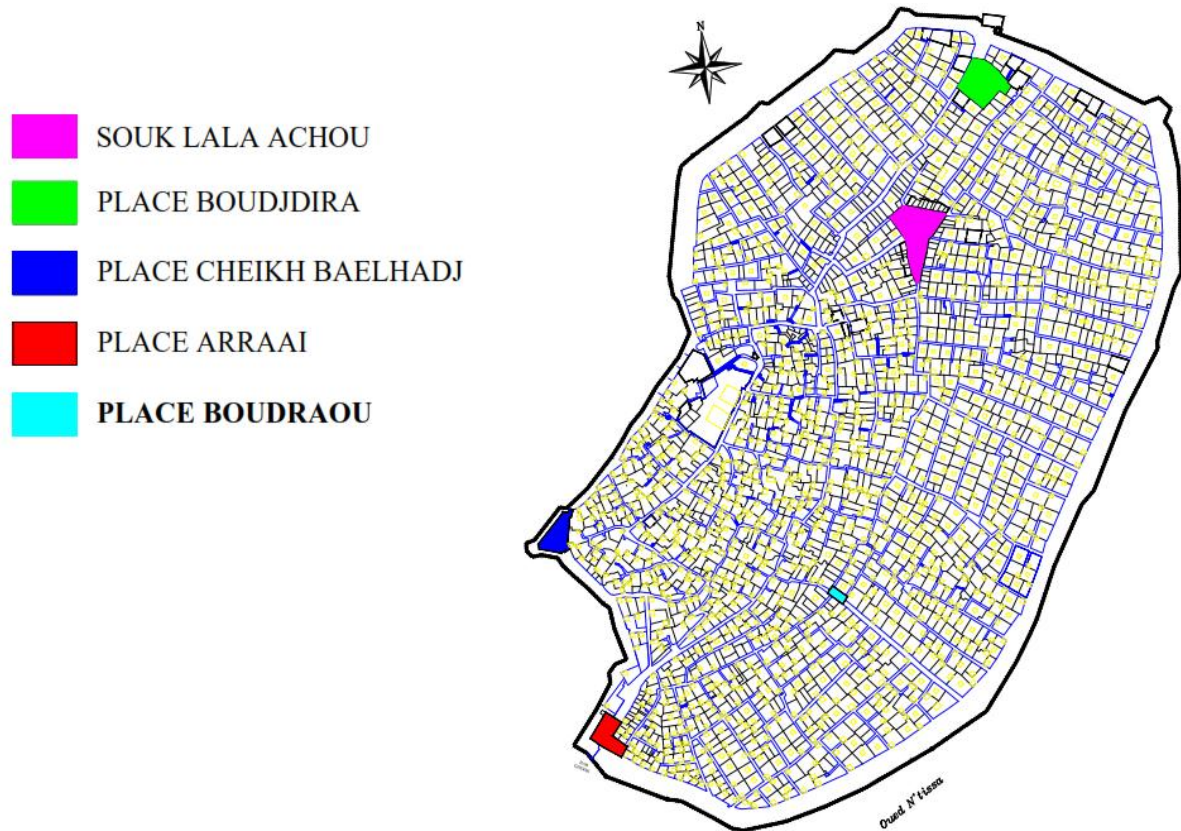 N
SOUK LALA ACHOU
PLACE BOUDJDIRA
PLACE CHEIKH BAELHADJ
PLACE ARRAAI
PLACE BOUDRAOU
Oued N'tissa